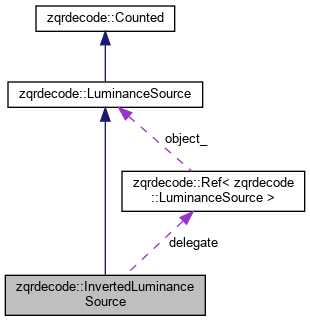 zqrdecode::Counted
zqrdecode::LuminanceSource
object_
zqrdecode::Ref< zqrdecode
::LuminanceSource >
delegate
zqrdecode::InvertedLuminance
Source